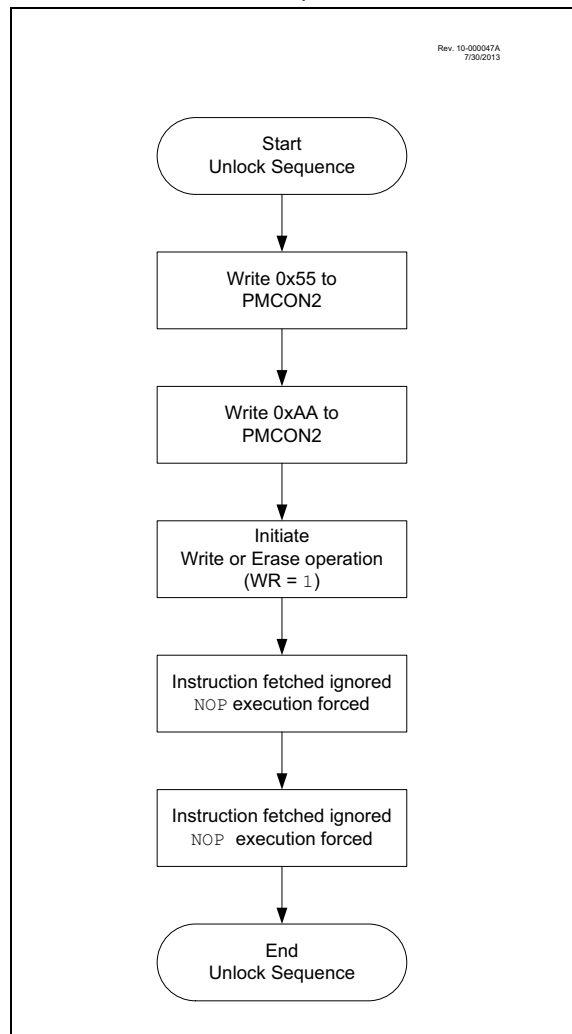 Rev. 10-000047A
7/30/2013
Start
Unlock Sequence
Write 0x55 to
PMCON2
Write 0xAA to
PMCON2
Initiate
Write or Erase operation
(WR = 1)
Instruction fetched ignored
NOP execution forced
Instruction fetched ignored
NOP execution forced
End
Unlock Sequence